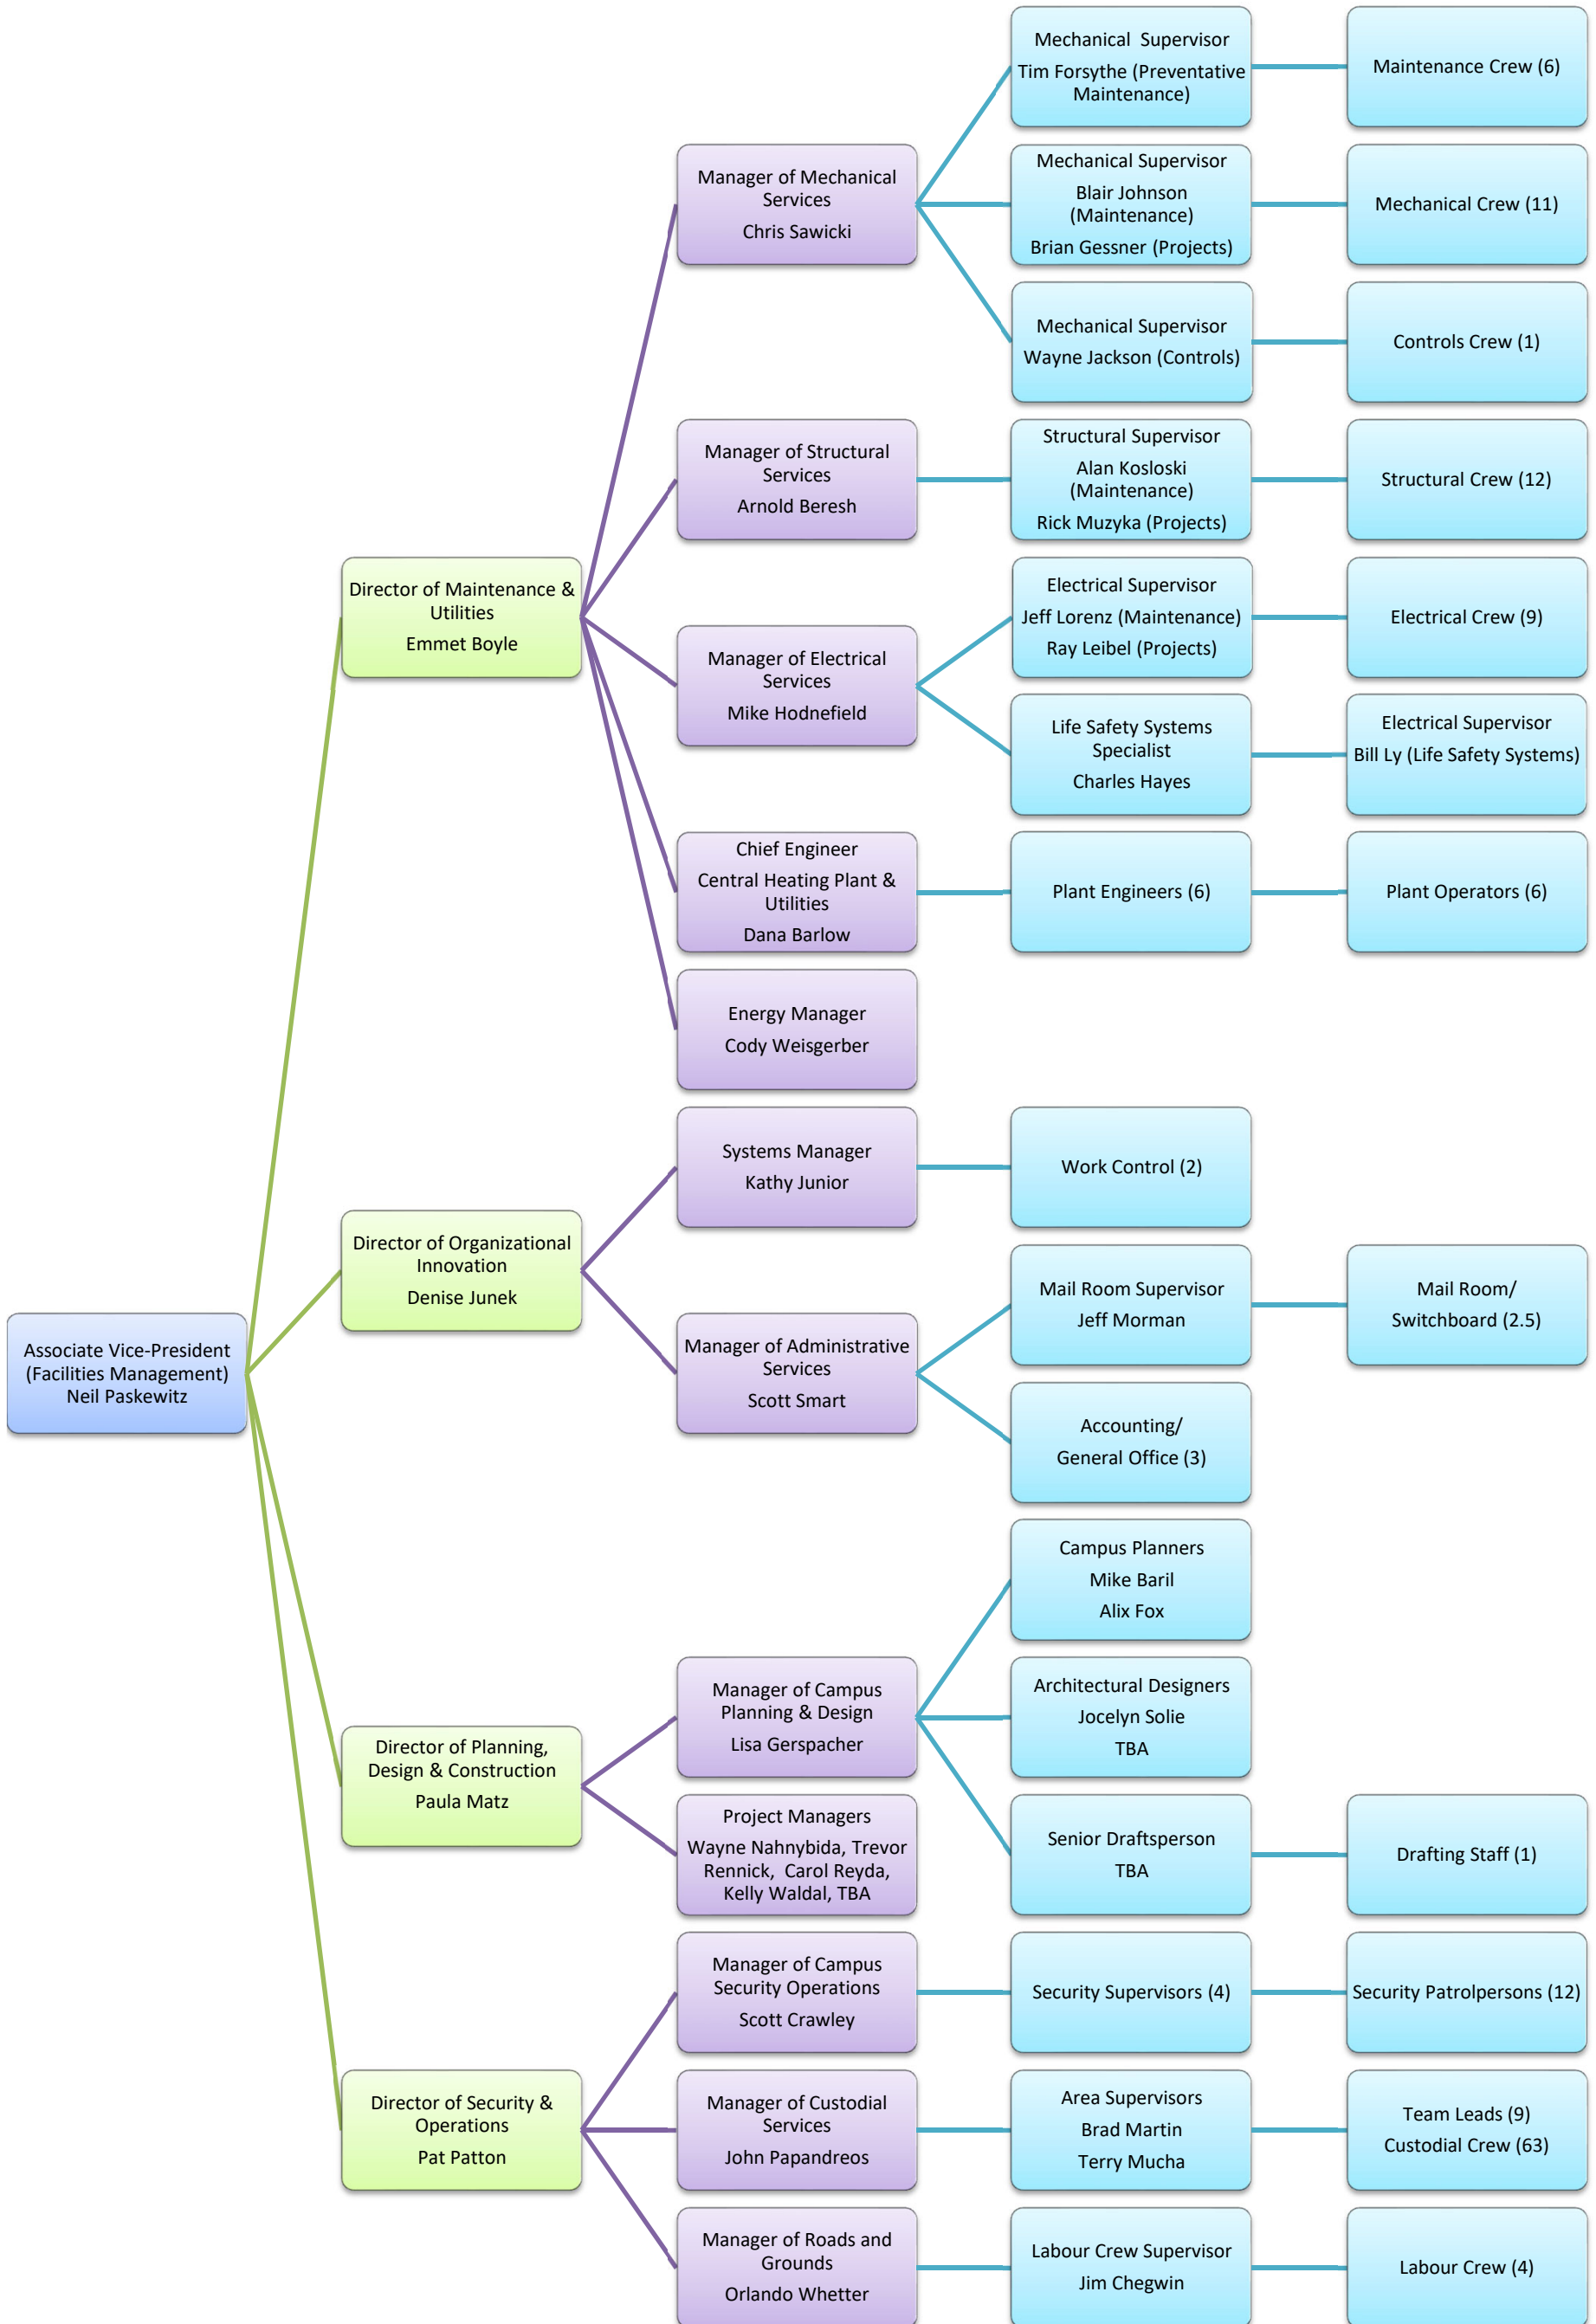 Mechanical Supervisor
Tim Forsythe (Preventative
Maintenance)
Maintenance Crew (6)
Manager of Mechanical
Services
Chris Sawicki
Mechanical Supervisor
Blair Johnson
(Maintenance)
Brian Gessner (Projects)
Mechanical Crew (11)
Mechanical Supervisor
Wayne Jackson (Controls)
Controls Crew (1)
Manager of Structural
Services
Arnold Beresh
Structural Supervisor
Alan Kosloski
(Maintenance)
Rick Muzyka (Projects)
Structural Crew (12)
Director of Maintenance &
Utilities
Emmet Boyle
Manager of Electrical
Services
Mike Hodnefield
Electrical Supervisor
Jeff Lorenz (Maintenance)
Ray Leibel (Projects)
Electrical Crew (9)
Life Safety Systems
Specialist
Charles Hayes
Electrical Supervisor
Bill Ly (Life Safety Systems)
Chief Engineer
Central Heating Plant &
Utilities
Dana Barlow
Plant Engineers (6)
Plant Operators (6)
Energy Manager
Cody Weisgerber
Associate Vice-President
(Facilities Management)
Neil Paskewitz
Director of Organizational
Innovation
Denise Junek
Systems Manager
Kathy Junior
Work Control (2)
Manager of Administrative
Services
Scott Smart
Mail Room Supervisor
Jeff Morman
Mail Room/
Switchboard (2.5)
Accounting/
General Office (3)
Director of Planning,
Design & Construction
Paula Matz
Manager of Campus
Planning & Design
Lisa Gerspacher
Campus Planners
Mike Baril
Alix Fox
Architectural Designers
Jocelyn Solie
TBA
Senior Draftsperson
TBA
Drafting Staff (1)
Project Managers
Wayne Nahnybida, Trevor
Rennick, Carol Reyda,
Kelly Waldal, TBA
Director of Security &
Operations
Pat Patton
Manager of Campus
Security Operations
Scott Crawley
Security Supervisors (4)
Security Patrolpersons (12)
Manager of Custodial
Services
John Papandreos
Area Supervisors
Brad Martin
Terry Mucha
Team Leads (9)
Custodial Crew (63)
Manager of Roads and
Grounds
Orlando Whetter
Labour Crew Supervisor
Jim Chegwin
Labour Crew (4)